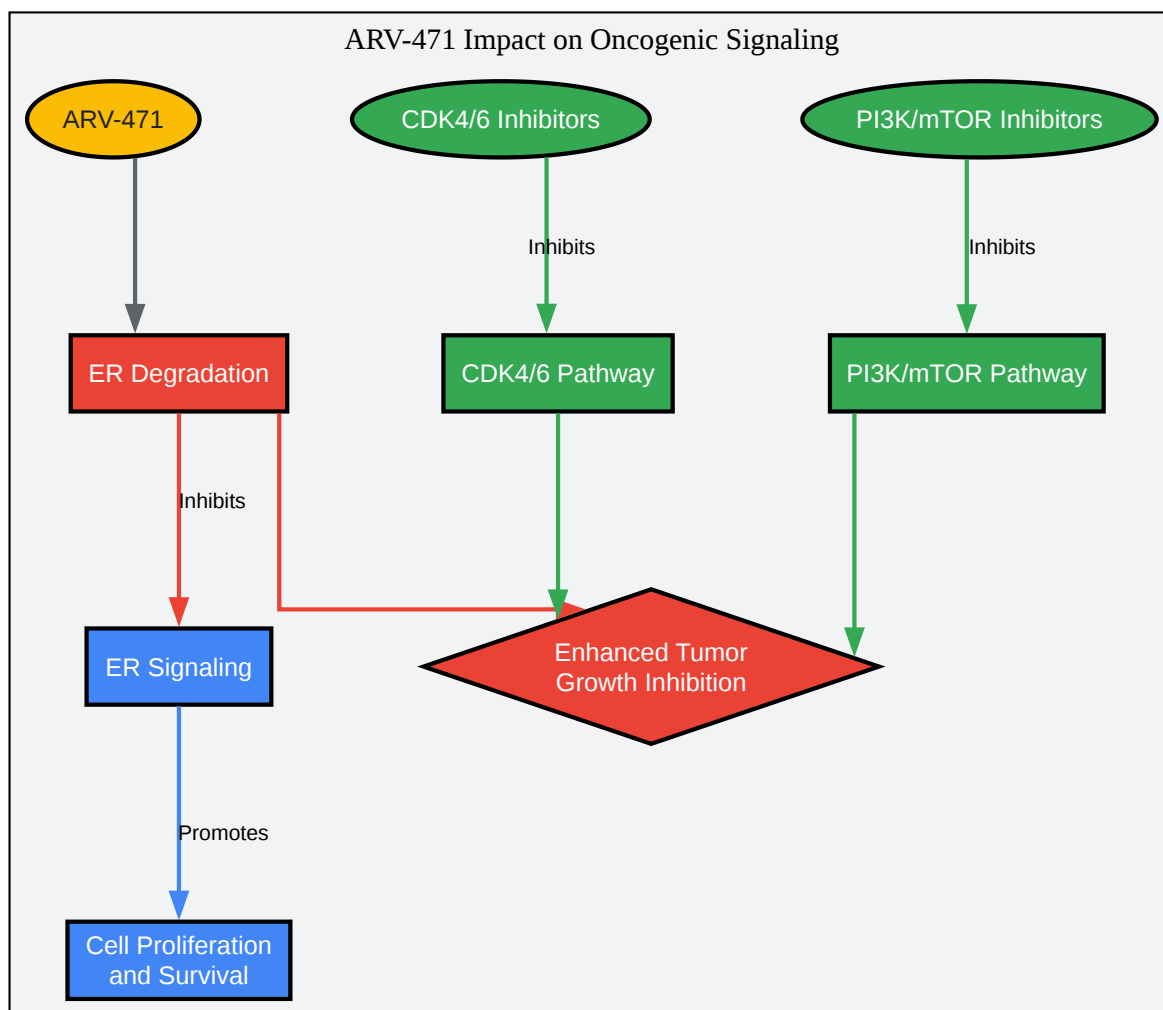 ARV-471 Impact on Oncogenic Signaling
ARV-471
CDK4/6 Inhibitors
PI3K/mTOR Inhibitors
Inhibits
Inhibits
ER Degradation
CDK4/6 Pathway
PI3K/mTOR Pathway
Inhibits
ER Signaling
Enhanced Tumor
Growth Inhibition
Promotes
Cell Proliferation
and Survival